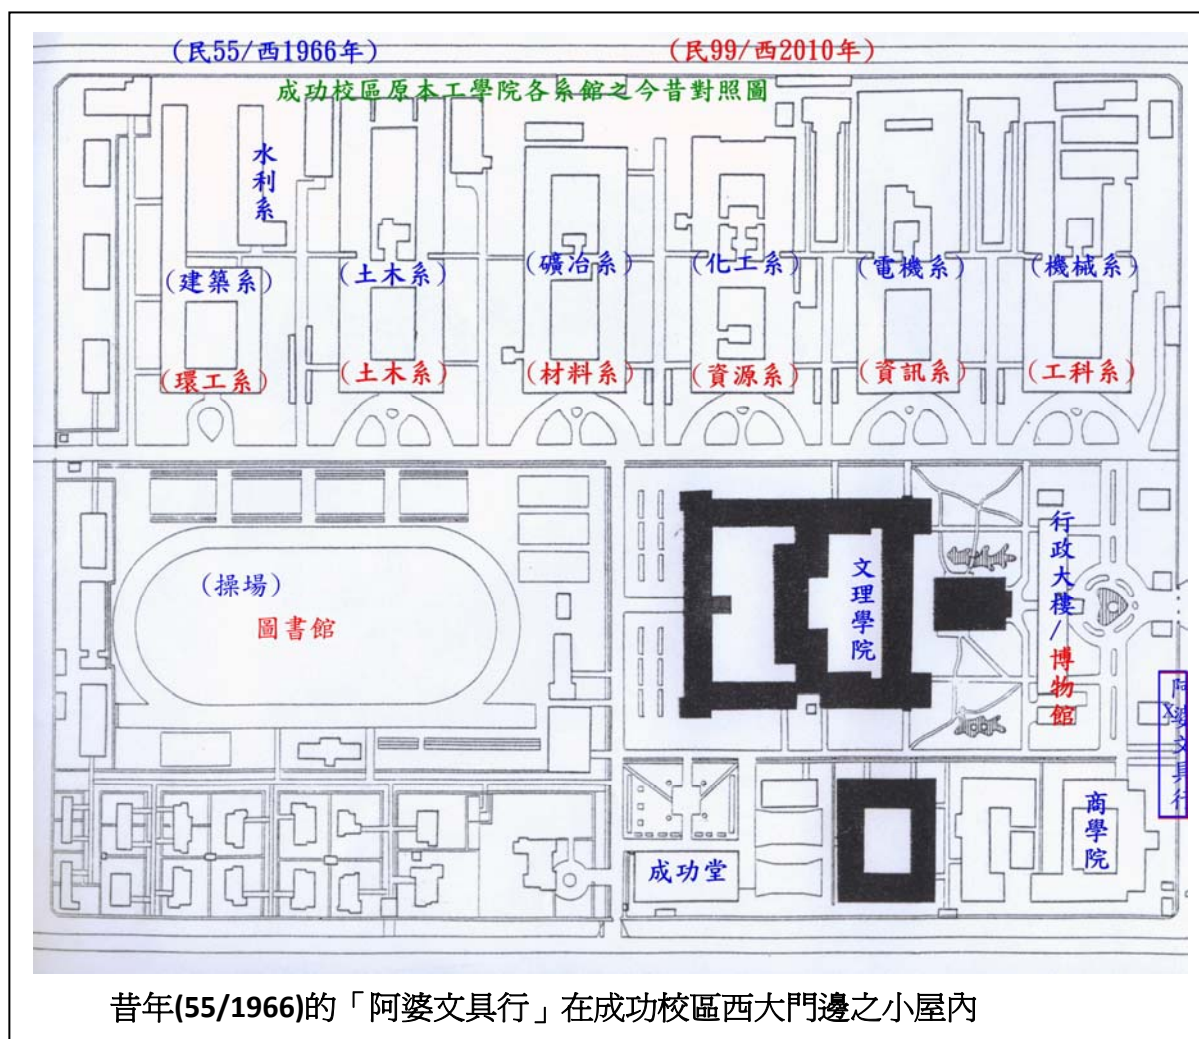 (民55/西1966年)
(民99/西2010年)
成功校區原本工學院各系館之今昔對照圖
水利系
(建築系)
(土木系)
(礦冶系)
(化工系)
(電機系)
(機械系)
(環工系)
(土木系)
(材料系)
(資源系)
(資訊系)
(工科系)
(操場)
圖書館
文理學院
行政大樓/博物館
X
阿婆文具行
成功堂
商學院
昔年(55/1966)的「阿婆文具行」在成功校區西大門邊之小屋內